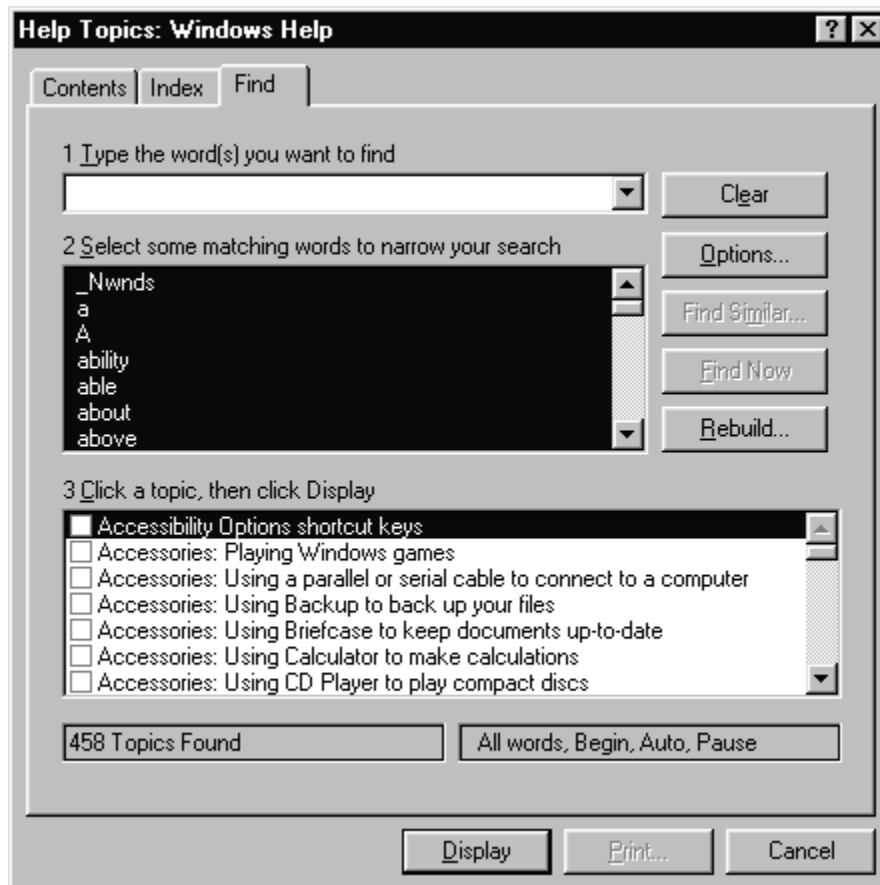 Help Topics: Windows Help
Contents Index Find
1 Type the word(s) you want to find
Clear
2 Select some matching words to narrow your search
Options...
_Nwnds
a
A
ability
able
about
above
Find Similar...
Find Now
Rebuild...
3 Click a topic, then click Display
Accessibility Options shortcut keys
Accessories: Playing Windows games
Accessories: Using a parallel or serial cable to connect to a computer
Accessories: Using Backup to back up your files
Accessories: Using Briefcase to keep documents up-to-date
Accessories: Using Calculator to make calculations
Accessories: Using CD Player to play compact discs
458 Topics Found
All words, Begin, Auto, Pause
Display Print... Cancel